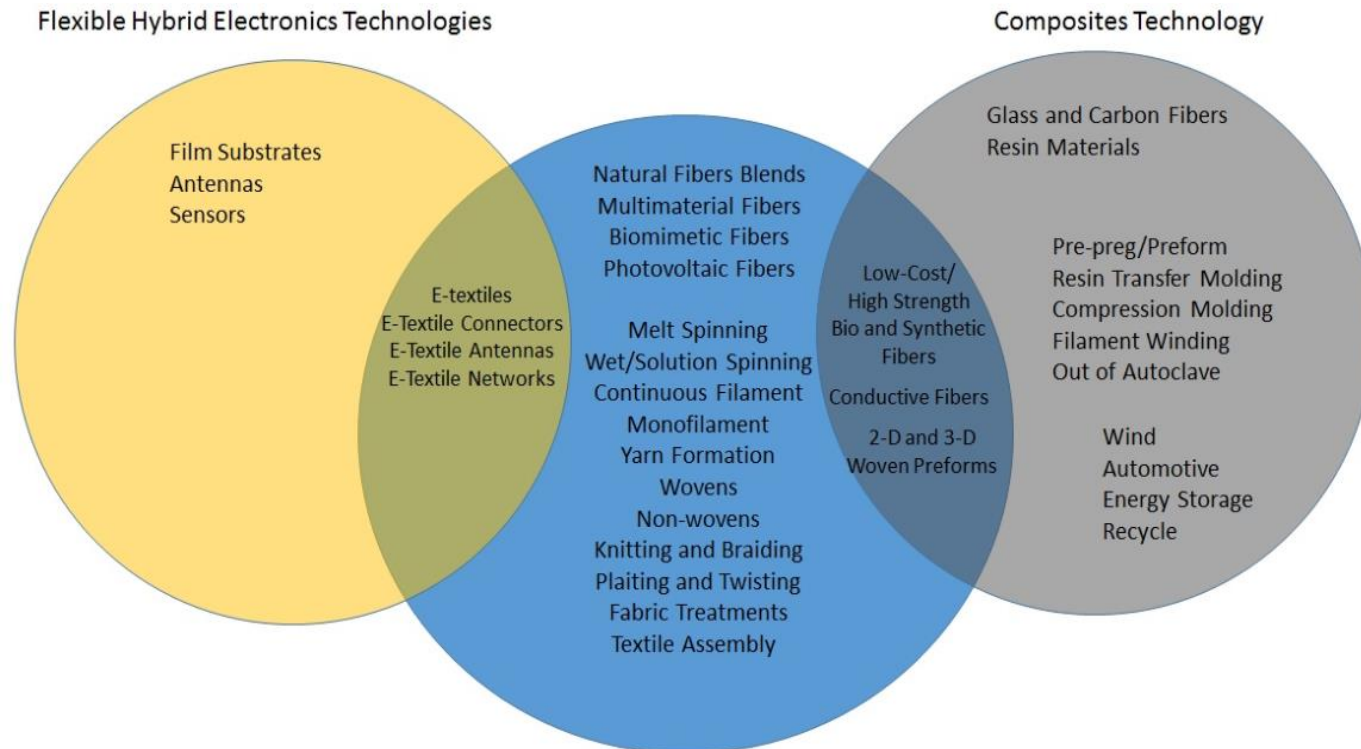 Flexible Hybrid Electronics Technologies
Composites Technology
Film Substrates
Antennas
Sensors
E-textiles
E-Textile Connectors
E-Textile Antennas
E-Textile Networks
Natural Fibers Blends
Multimaterial Fibers
Biomimetic Fibers
Photovoltaic Fibers
Melt Spinning
Wet/Solution Spinning
Continuous Filament
Monofilament
Yarn Formation
Wovens
Non-wovens
Knitting and Braiding
Plaiting and Twisting
Fabric Treatments
Textile Assembly
Low-Cost/
High Strength
Bio and Synthetic
Fibers
Conductive Fibers
2-D and 3-D
Woven Preforms
Glass and Carbon Fibers
Resin Materials
Pre-preg/Preform
Resin Transfer Molding
Compression Molding
Filament Winding
Out of Autoclave
Wind
Automotive
Energy Storage
Recycle